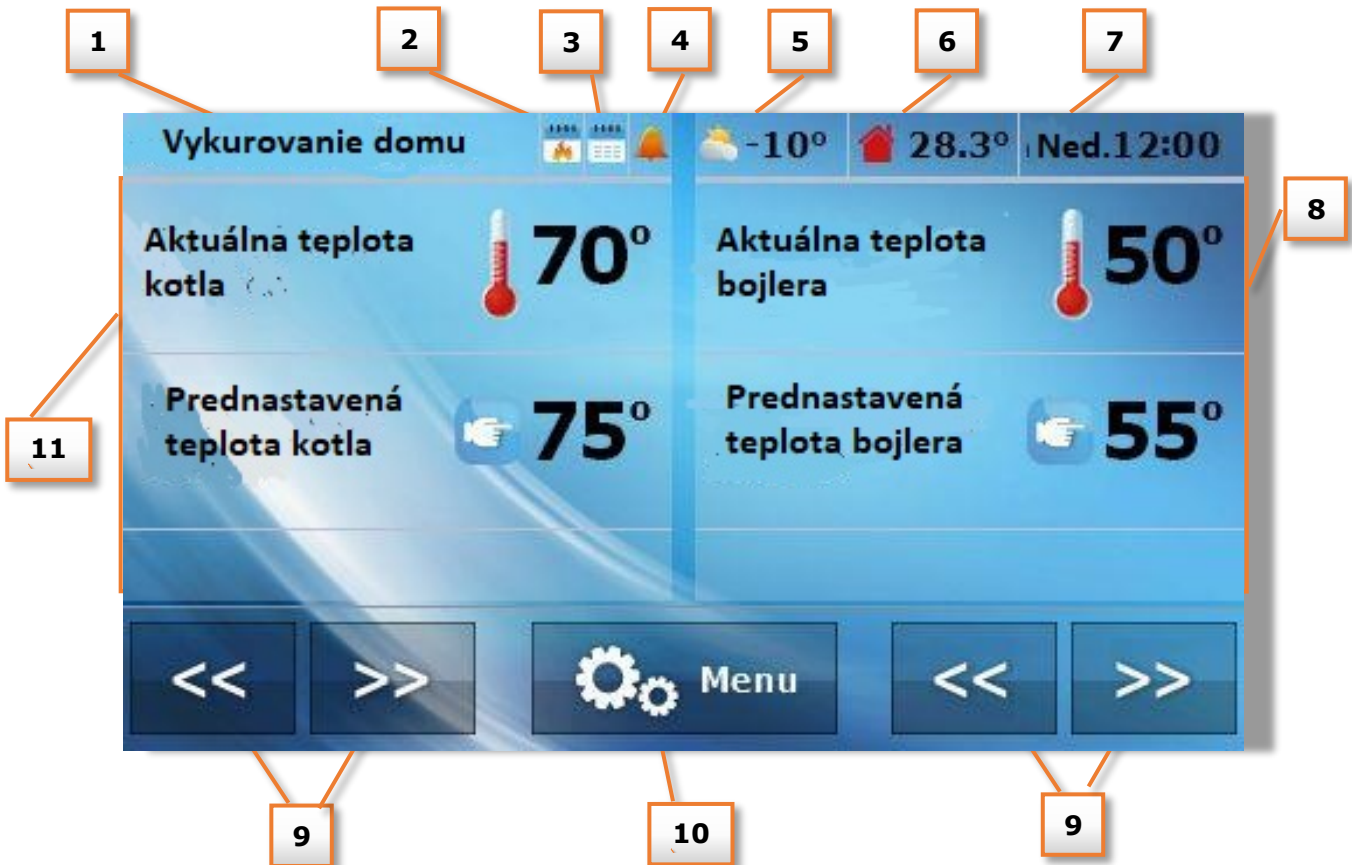 1 2 3 4 5 6 7
Vykurovanie domu -10° 28.3° Ned.12:00
8
Aktuálna teplota
kotla
70°
Aktuálna teplota
bojlera
50°
Prednastavená
teplota kotla
75°
Prednastavená
teplota bojlera
55°
11
<< >> Menu << >>
9 10 9